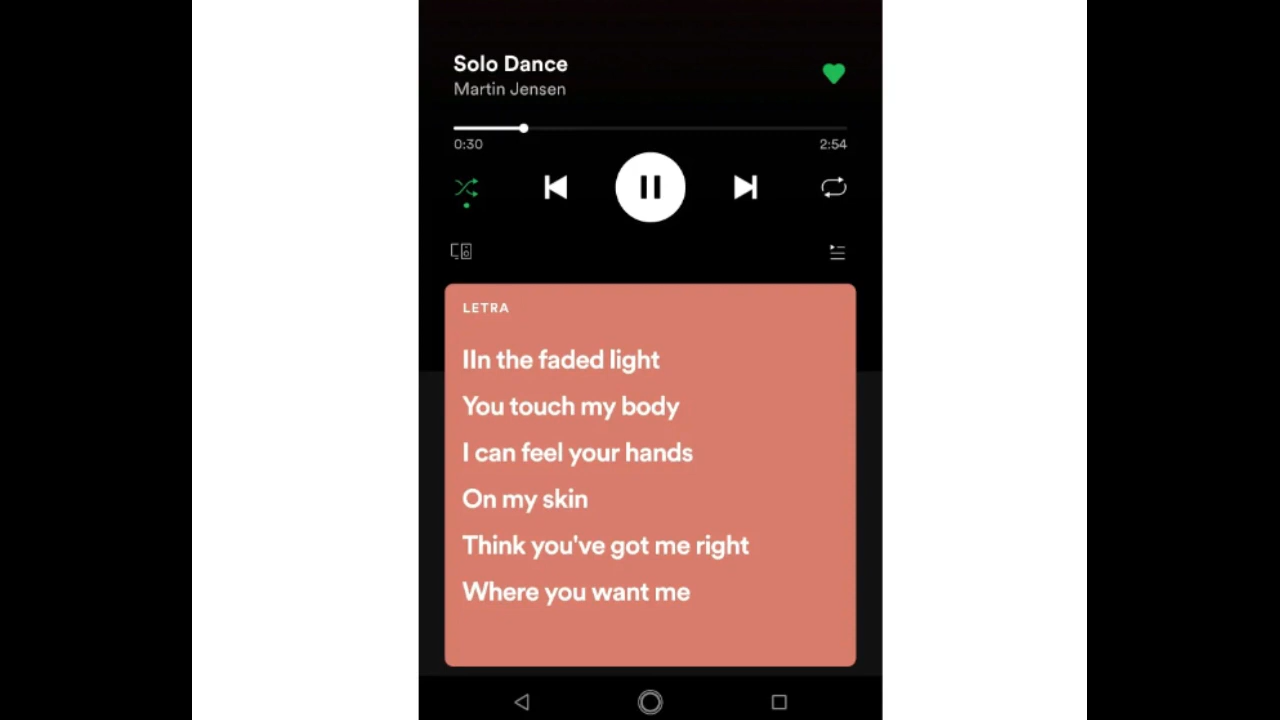 Solo Dance
Martin Jensen
0:30 2:54
LETRA
IIn the faded light
You touch my body
I can feel your hands
On my skin
Think you've got me right
Where you want me